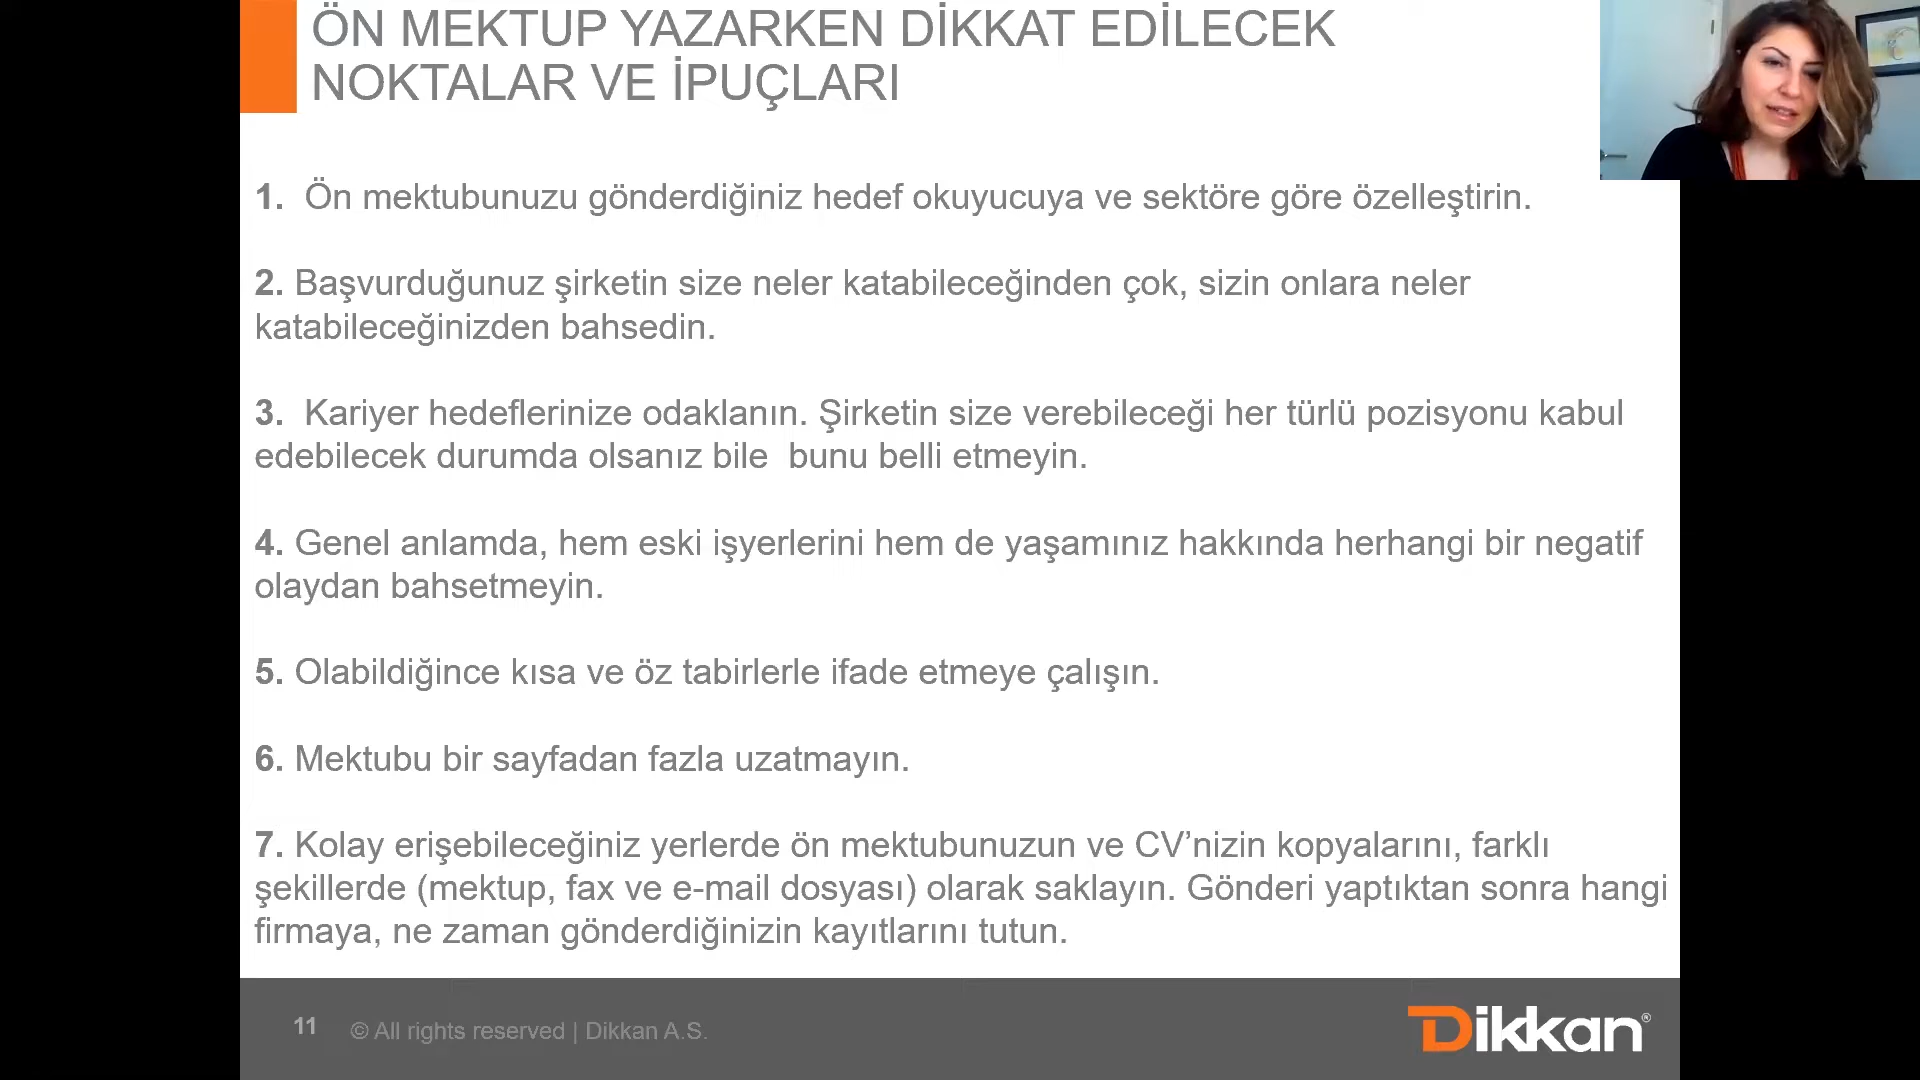 ÖN MEKTUP YAZARKEN DİKKAT EDİLECEK
NOKTALAR VE İPUÇLARI
1. Ön mektubunuzu gönderdiğiniz hedef okuyucuya ve sektöre göre özelleştirin.
2. Başvurduğunuz şirketin size neler katabileceğinden çok, sizin onlara neler
katabileceğinizden bahsedin.
3. Kariyer hedeflerinize odaklanın. Şirketin size verebileceği her türlü pozisyonu kabul
edebilecek durumda olsanız bile bunu belli etmeyin.
4. Genel anlamda, hem eski işyerlerini hem de yaşamınız hakkında herhangi bir negatif
olaydan bahsetmeyin.
5. Olabildiğince kısa ve öz tabirlerle ifade etmeye çalışın.
6. Mektubu bir sayfadan fazla uzatmayın.
7. Kolay erişebileceğiniz yerlerde ön mektubunuzun ve CV’nizin kopyalarını, farklı
şekillerde (mektup, fax ve e-mail dosyası) olarak saklayın. Gönderi yaptıktan sonra hangi
firmaya, ne zaman gönderdiğinizin kayıtlarını tutun.
11 © All rights reserved | Dikkan A.S.
Dikkan®